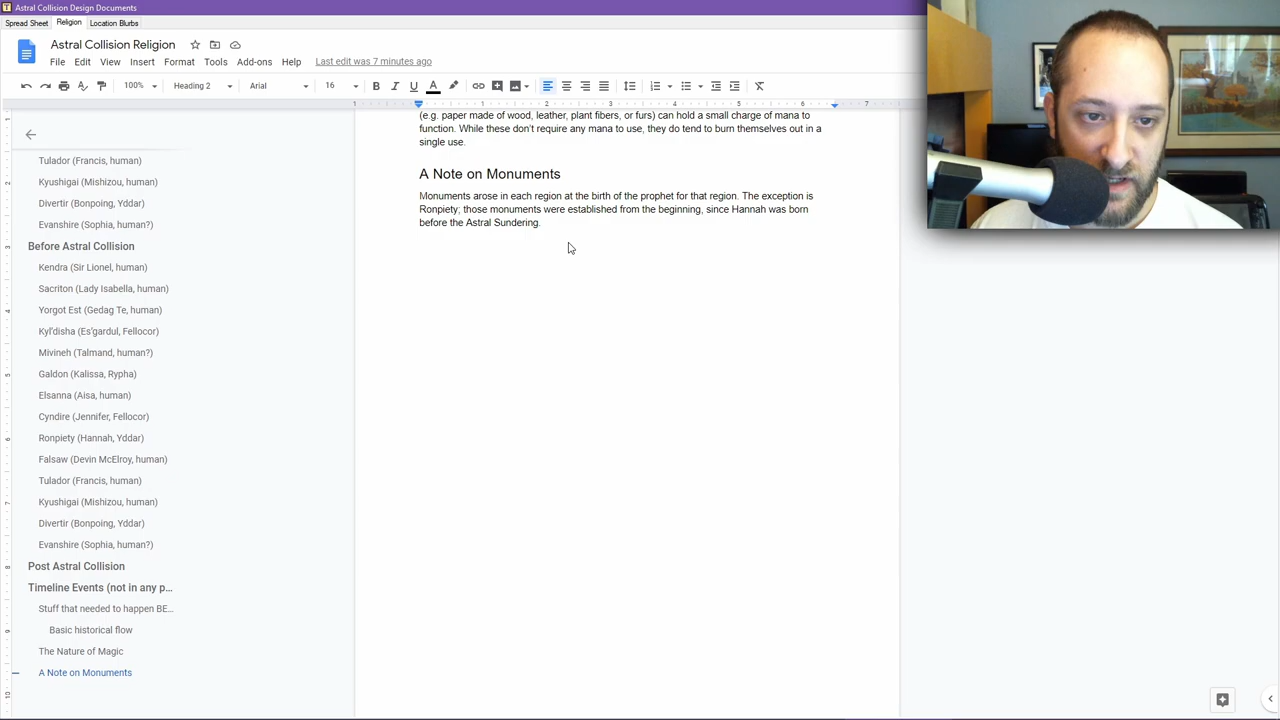 Astral Collision Design Documents
Spread Sheet Religion Location Blurbs
Astral Collision Religion
File Edit View Insert Format Tools Add-ons Help Last edit was 7 minutes ago
100% Heading 2 Arial 16 B I U A
1 1 2 3 4 5 6 7
(e.g. paper made of wood, leather, plant fibers, or furs) can hold a small charge of mana to
function. While these don't require any mana to use, they do tend to burn themselves out in a
single use.
A Note on Monuments
Monuments arose in each region at the birth of the prophet for that region. The exception is
Ronpiety; those monuments were established from the beginning, since Hannah was born
before the Astral Sundering.
Tulador (Francis, human)
Kyushigai (Mishizou, human)
Divertir (Bonpoing, Yddar)
Evanshire (Sophia, human?)
Before Astral Collision
Kendra (Sir Lionel, human)
Sacriton (Lady Isabella, human)
Yorgot Est (Gedag Te, human)
Kyl'disha (Es'gardul, Fellocor)
Mivineh (Talmand, human?)
Galdon (Kalissa, Rypha)
Elsanna (Aisa, human)
Cyndire (Jennifer, Fellocor)
Ronpiety (Hannah, Yddar)
Falsaw (Devin McElroy, human)
Tulador (Francis, human)
Kyushigai (Mishizou, human)
Divertir (Bonpoing, Yddar)
Evanshire (Sophia, human?)
Post Astral Collision
Timeline Events (not in any p...
Stuff that needed to happen BE...
Basic historical flow
The Nature of Magic
A Note on Monuments